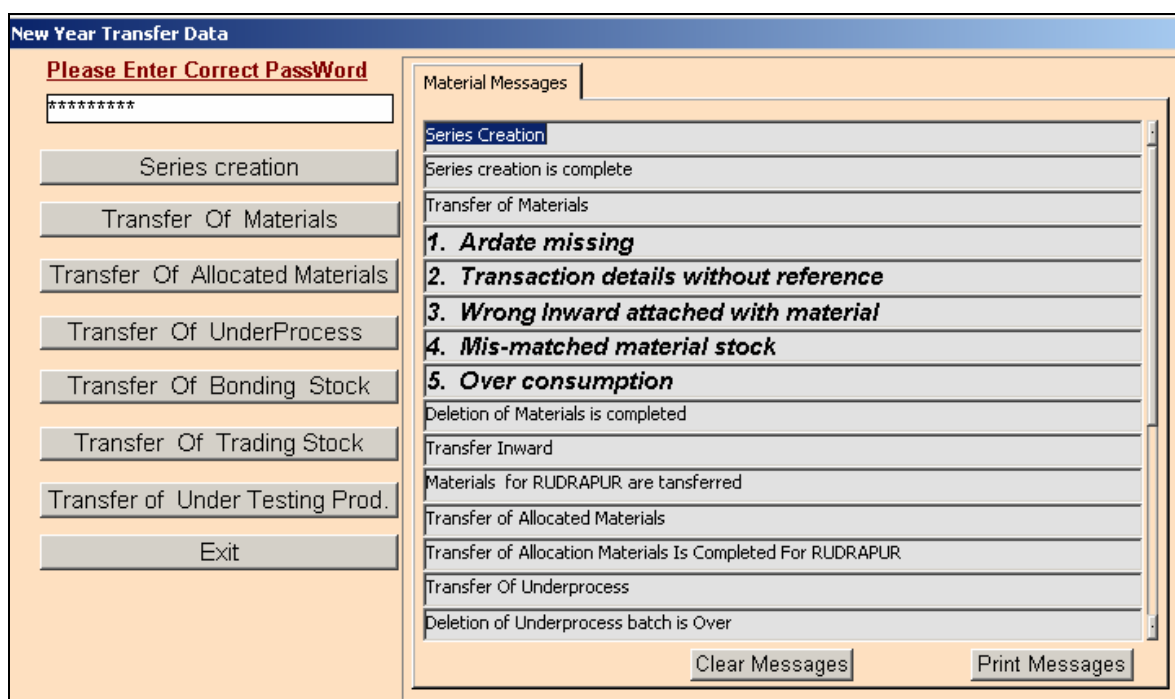 New Year Transfer Data
Please Enter Correct PassWord
*********
Series creation
Transfer Of Materials
Transfer Of Allocated Materials
Transfer Of UnderProcess
Transfer Of Bonding Stock
Transfer Of Trading Stock
Transfer of Under Testing Prod.
Exit
Material Messages
Series Creation
Series creation is complete
Transfer of Materials
1. Ardate missing
2. Transaction details without reference
3. Wrong Inward attached with material
4. Mis-matched material stock
5. Over consumption
Deletion of Materials is completed
Transfer Inward
Materials for RUDRAPUR are tansferred
Transfer of Allocated Materials
Transfer of Allocation Materials Is Completed For RUDRAPUR
Transfer Of Underprocess
Deletion of Underprocess batch is Over
Clear Messages
Print Messages